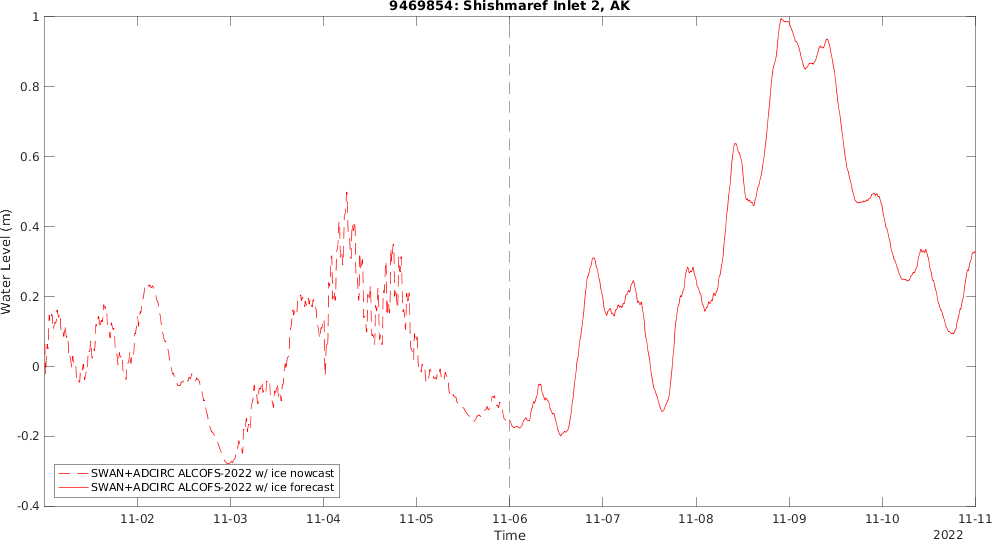 9469854: Shishmaref Inlet 2, AK
1
0.8
0.6
0.4
0.2
0
-0.2
-0.4
Water Level (m)
SWAN+ADCIRC ALCOFS-2022 w/ ice nowcast
SWAN+ADCIRC ALCOFS-2022 w/ ice forecast
11-02 11-03 11-04 11-05 11-06 11-07 11-08 11-09 11-10 11-11
Time
2022